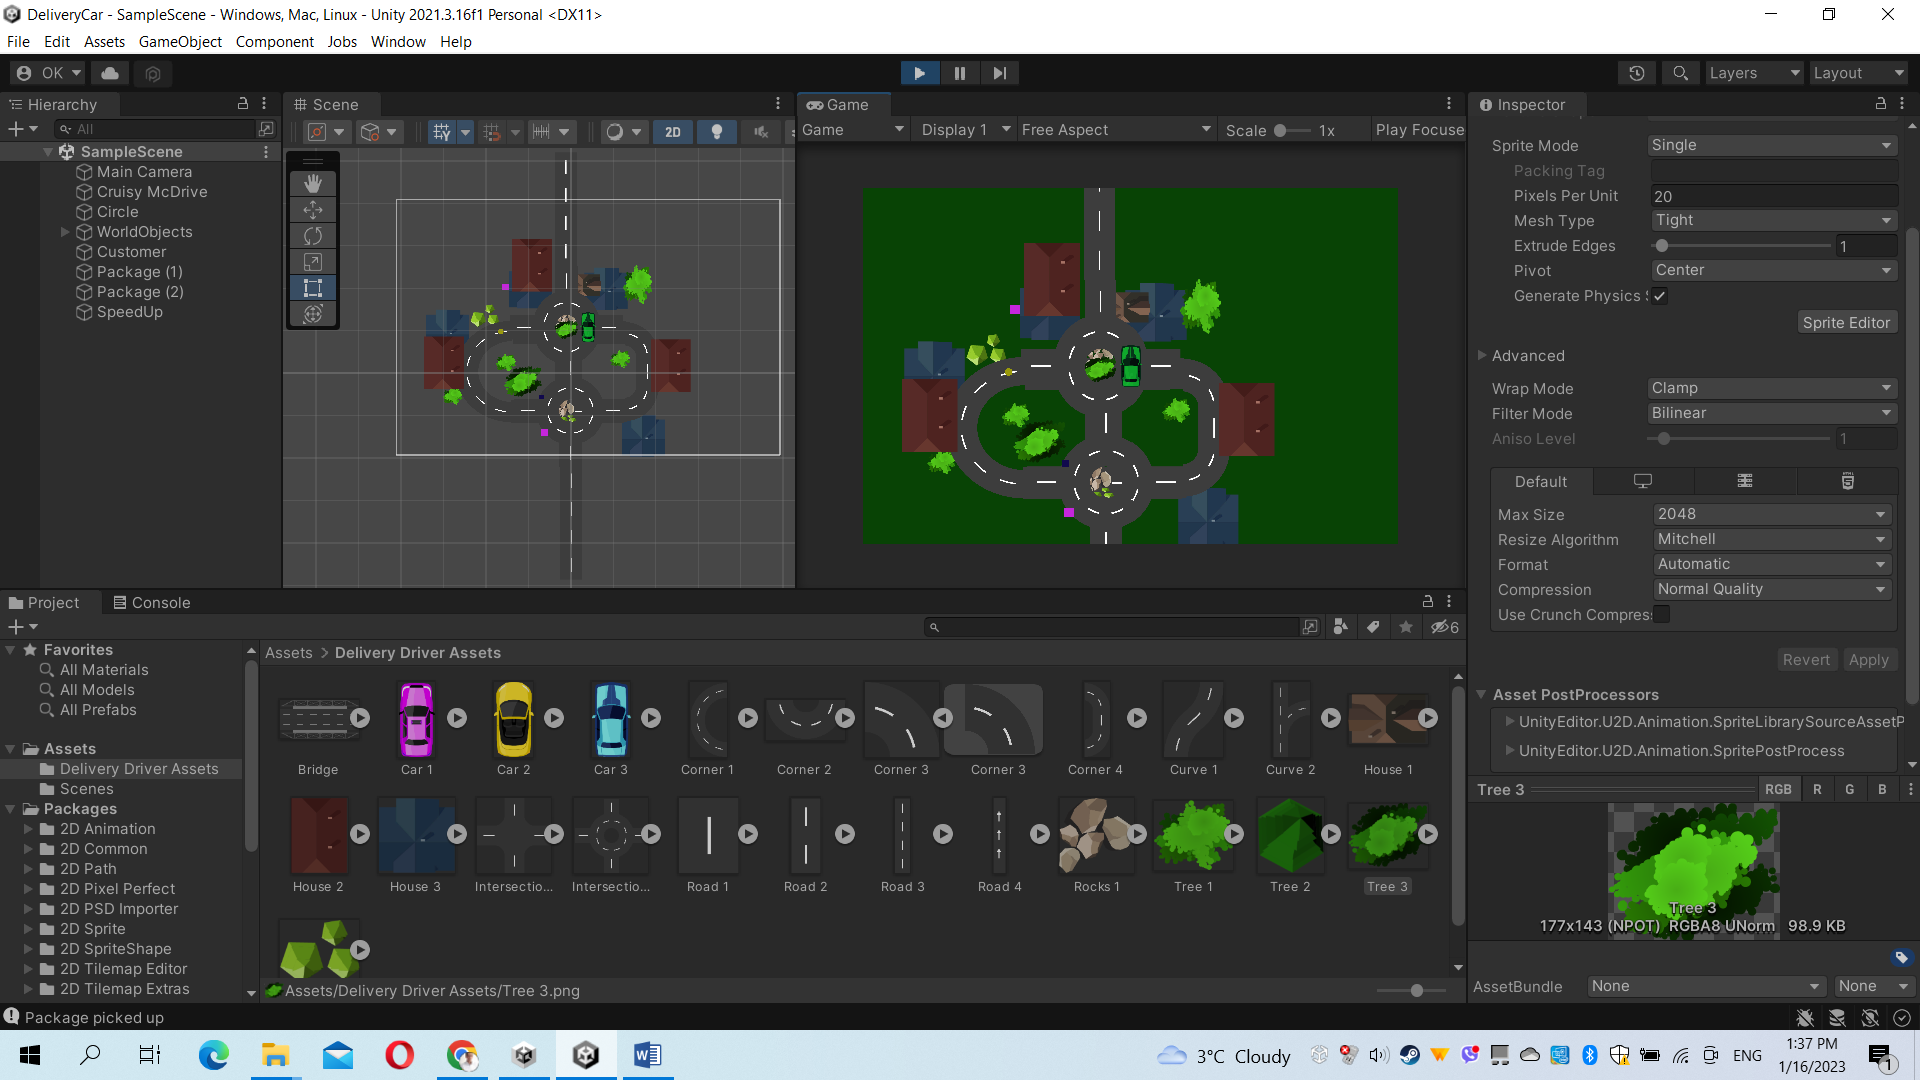 DeliveryCar - SampleScene - Windows, Mac, Linux - Unity 2021.3.16f1 Personal <DX11>
File Edit Assets GameObject Component Jobs Window Help
OK
Layers
Layout
Hierarchy
All
SampleScene
Main Camera
Cruisy McDrive
Circle
WorldObjects
Customer
Package (1)
Package (2)
SpeedUp
Scene
2D
Game
Game
Display 1
Free Aspect
Scale 1x
Play Focuse
Inspector
Sprite Mode Single
Packing Tag
Pixels Per Unit 20
Mesh Type Tight
Extrude Edges 1
Pivot Center
Generate Physics S
Sprite Editor
Advanced
Wrap Mode Clamp
Filter Mode Bilinear
Aniso Level 1
Default
Max Size 2048
Resize Algorithm Mitchell
Format Automatic
Compression Normal Quality
Use Crunch Compres
Revert Apply
Asset PostProcessors
UnityEditor.U2D.Animation.SpriteLibrarySourceAssetP
UnityEditor.U2D.Animation.SpritePostProcess
Tree 3
RGB R G B
Tree 3
177x143 (NPOT) RGBA8 UNorm 98.9 KB
AssetBundle None None
Project
Console
6
Favorites
All Materials
All Models
All Prefabs
Assets
Delivery Driver Assets
Scenes
Packages
2D Animation
2D Common
2D Path
2D Pixel Perfect
2D PSD Importer
2D Sprite
2D SpriteShape
2D Tilemap Editor
2D Tilemap Extras
Assets > Delivery Driver Assets
Bridge Car 1 Car 2 Car 3 Corner 1 Corner 2 Corner 3 Corner 3 Corner 4 Curve 1 Curve 2 House 1
House 2 House 3 Intersectio... Intersectio... Road 1 Road 2 Road 3 Road 4 Rocks 1 Tree 1 Tree 2 Tree 3
Assets/Delivery Driver Assets/Tree 3.png
Package picked up
3°C Cloudy
ENG
1:37 PM
1/16/2023
1